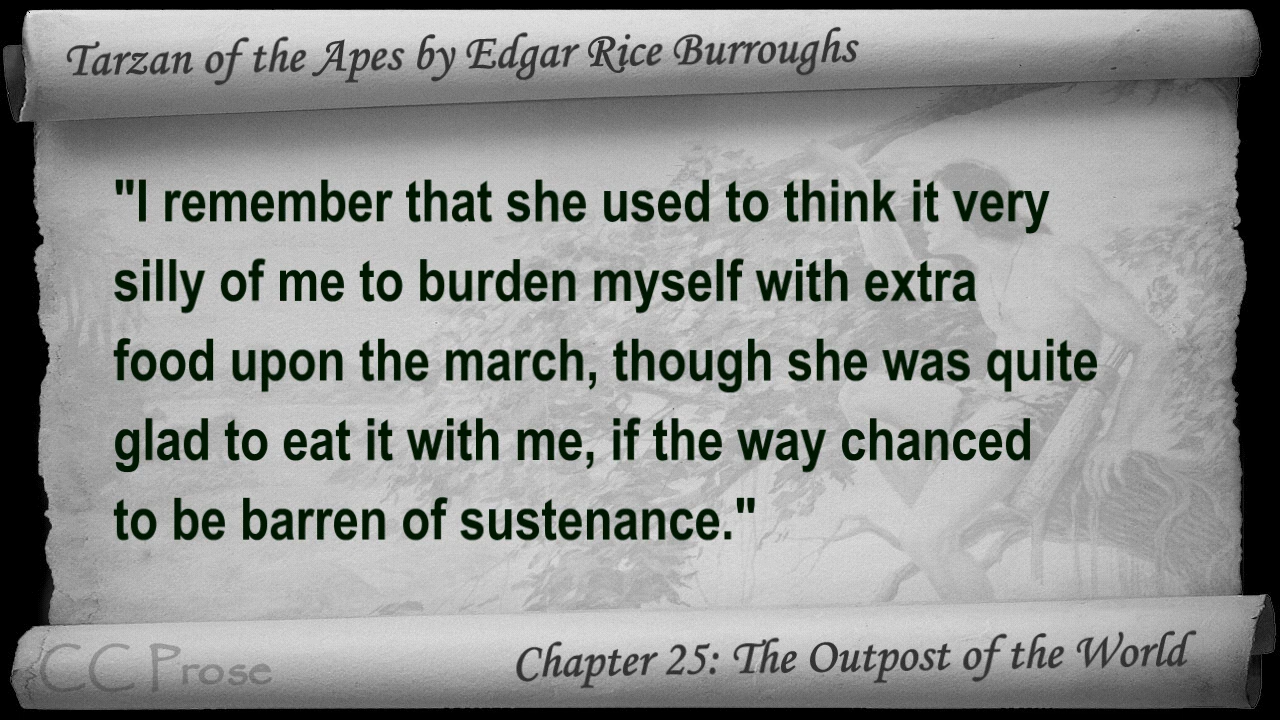 Tarzan of the Apes by Edgar Rice Burroughs
"I remember that she used to think it very
silly of me to burden myself with extra
food upon the march, though she was quite
glad to eat it with me, if the way chanced
to be barren of sustenance."
CC Prose
Chapter 25: The Outpost of the World